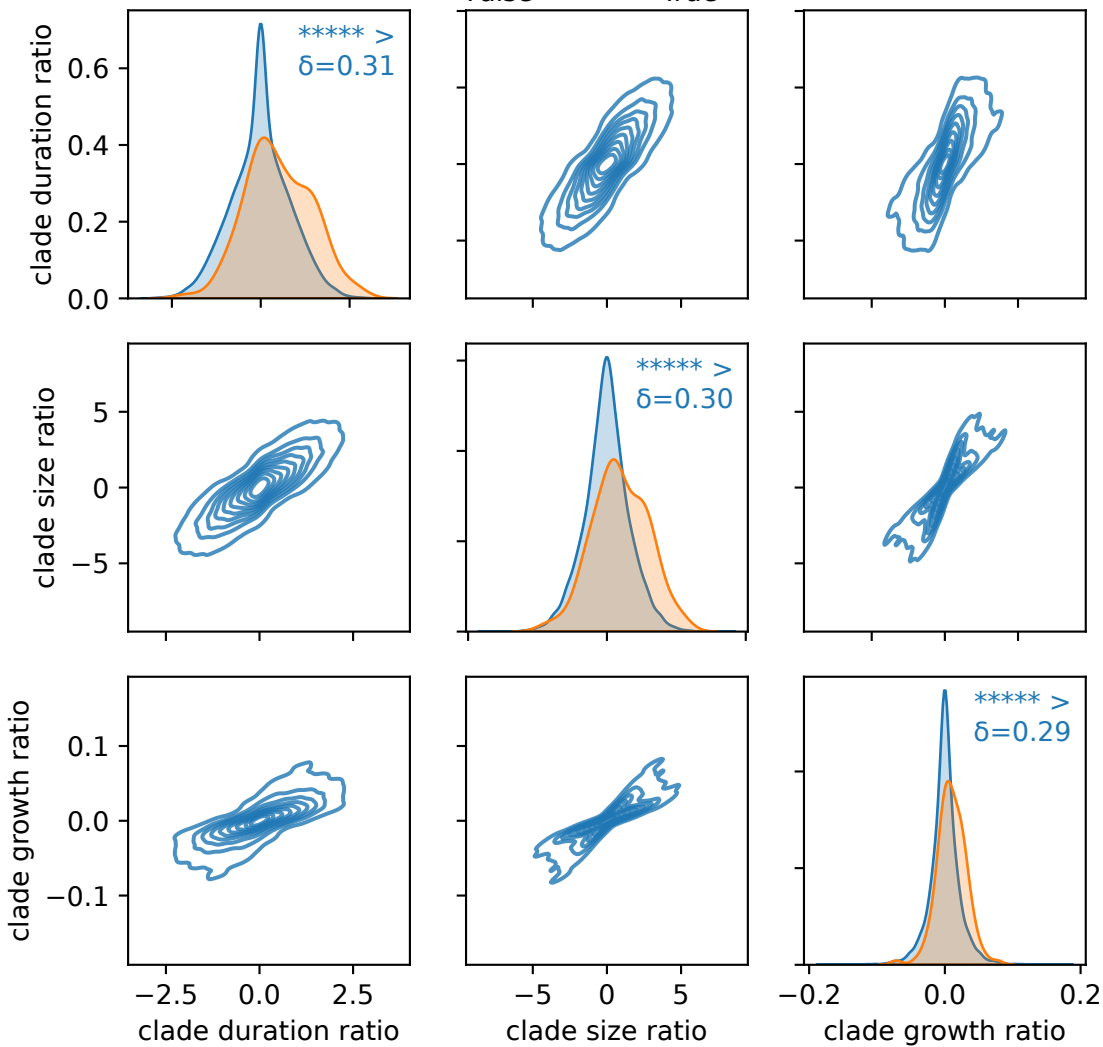 ***** >
δ=0.31
clade duration ratio
0.6
0.4
0.2
0.0
***** >
δ=0.30
clade size ratio
5
0
−5
***** >
δ=0.29
clade growth ratio
0.1
0.0
−0.1
−2.5 0.0 2.5 −5 0 5 −0.2 0.0 0.2
clade duration ratio clade size ratio clade growth ratio